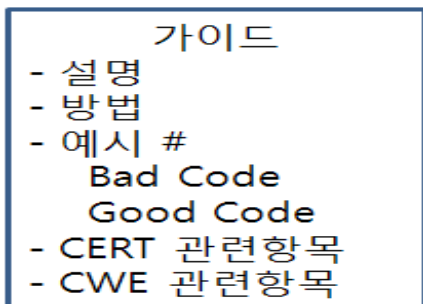 가이드
- 설명
- 방법
- 예시 #
Bad Code
Good Code
- CERT 관련항목
- CWE 관련항목